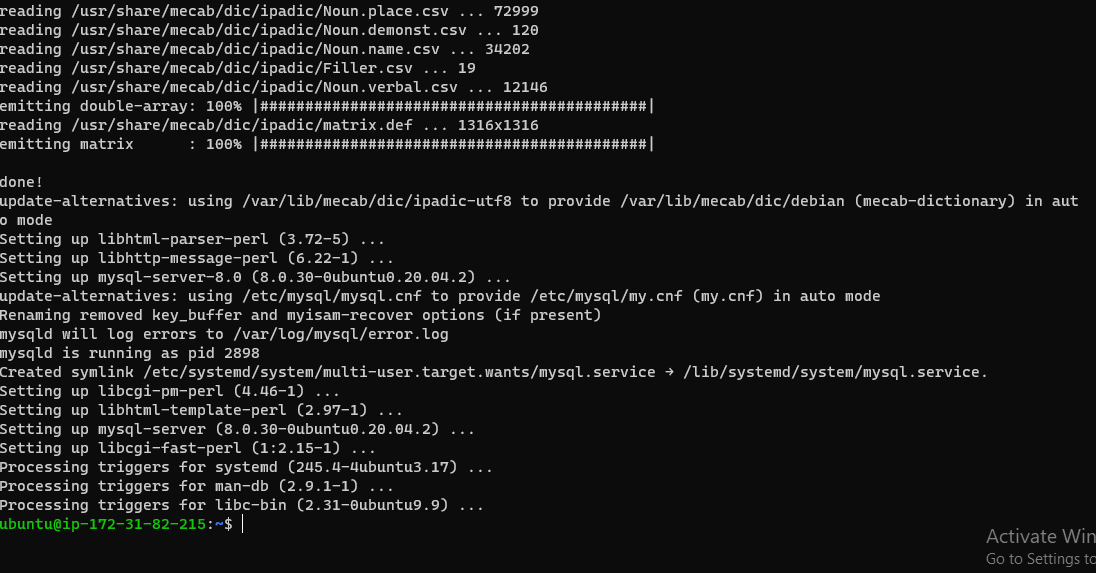 reading /usr/share/mecab/dic/ipadic/Noun.place.csv ... 72999
reading /usr/share/mecab/dic/ipadic/Noun.demonst.csv ... 120
reading /usr/share/mecab/dic/ipadic/Noun.name.csv ... 34202
reading /usr/share/mecab/dic/ipadic/Filler.csv ... 19
reading /usr/share/mecab/dic/ipadic/Noun.verbal.csv ... 12146
emitting double-array: 100% |###########################################|
reading /usr/share/mecab/dic/ipadic/matrix.def ... 1316x1316
emitting matrix      : 100% |###########################################|

done!
update-alternatives: using /var/lib/mecab/dic/ipadic-utf8 to provide /var/lib/mecab/dic/debian (mecab-dictionary) in aut
o mode
Setting up libhtml-parser-perl (3.72-5) ...
Setting up libhttp-message-perl (6.22-1) ...
Setting up mysql-server-8.0 (8.0.30-0ubuntu0.20.04.2) ...
update-alternatives: using /etc/mysql/mysql.cnf to provide /etc/mysql/my.cnf (my.cnf) in auto mode
Renaming removed key_buffer and myisam-recover options (if present)
mysqld will log errors to /var/log/mysql/error.log
mysqld is running as pid 2898
Created symlink /etc/systemd/system/multi-user.target.wants/mysql.service → /lib/systemd/system/mysql.service.
Setting up libcgi-pm-perl (4.46-1) ...
Setting up libhtml-template-perl (2.97-1) ...
Setting up mysql-server (8.0.30-0ubuntu0.20.04.2) ...
Setting up libcgi-fast-perl (1:2.15-1) ...
Processing triggers for systemd (245.4-4ubuntu3.17) ...
Processing triggers for man-db (2.9.1-1) ...
Processing triggers for libc-bin (2.31-0ubuntu9.9) ...
ubuntu@ip-172-31-82-215:~$
Activate Win
Go to Settings to